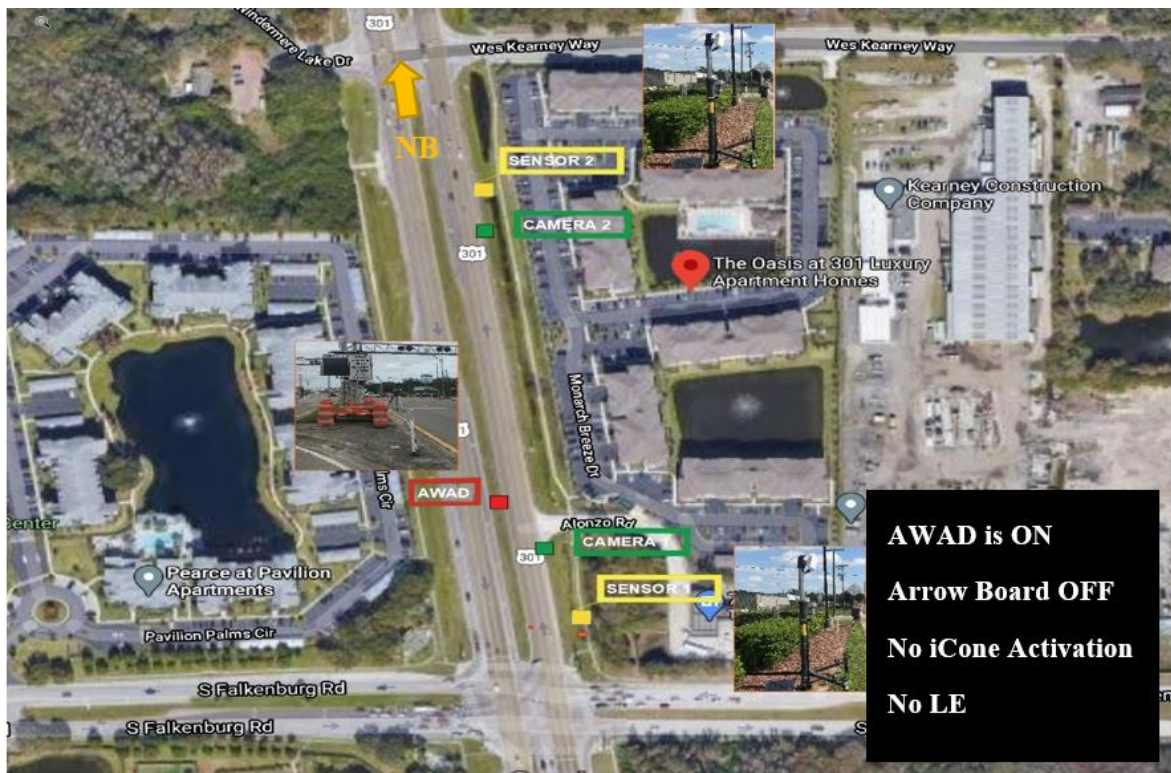 301
Windermere Lake Dr
Wes Kearney Way
Wes Kearney Way
NB
SENSOR 2
CAMERA 2
301
Kearney Construction
Company
The Oasis at 301 Luxury
Apartment Homes
Monarch Breeze Dr
AWAD
Alonzo Rd
CAMERA 1
301
SENSOR 1
Pearce at Pavilion
Apartments
Pavilion Palms Cir
S Falkenburg Rd
S Falkenburg Rd
AWAD is ON
Arrow Board OFF
No iCone Activation
No LE